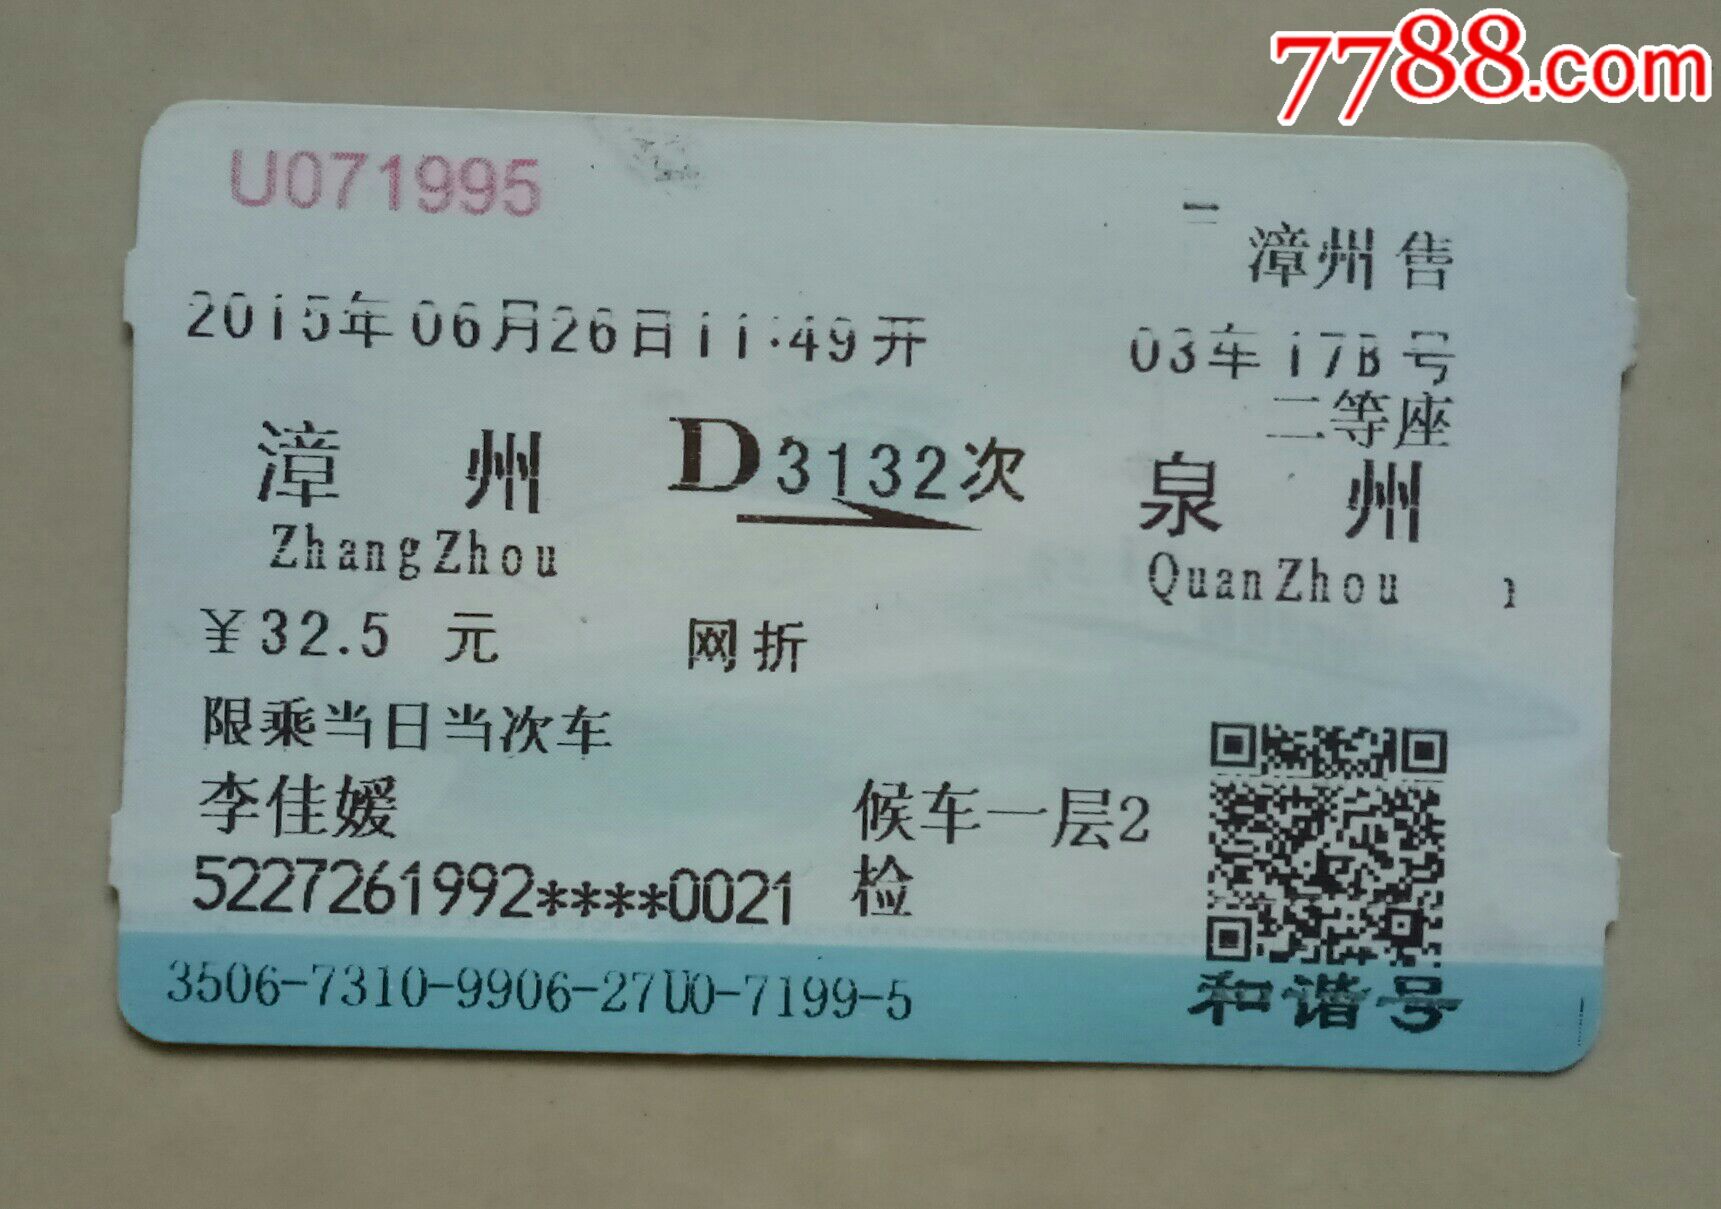 7788.com
U071995
漳州售
2015年06月26日11:49开
03车17B号
二等座
漳州
D3132次
泉州
ZhangZhou
QuanZhou
¥32.5元
网折
限乘当日当次车
李佳媛
候车一层2
检
5227261992****0021
3506-7310-9906-27U0-7199-5
和谐号